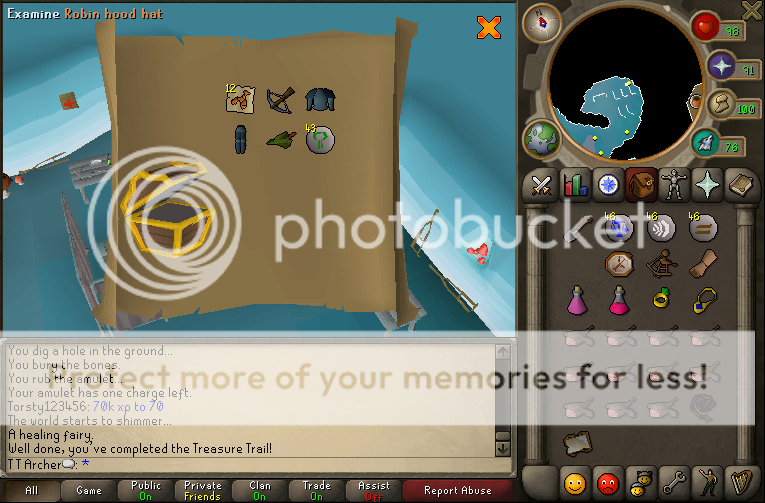 Examine Robin hood hat
98
91
100
76
12
43
46 46 46
photobucket
Protect more of your memories for less!
You dig a hole in the ground...
You bury the bones.
You rub the amulet...
Your amulet has one charge left.
Torsty123456: 70k xp to 70
The world starts to shimmer...
A healing fairy.
Well done, you've completed the Treasure Trail!
TT Archer: *
All
Game
Public
On
Private
Friends
Clan
On
Trade
On
Assist
Off
Report Abuse